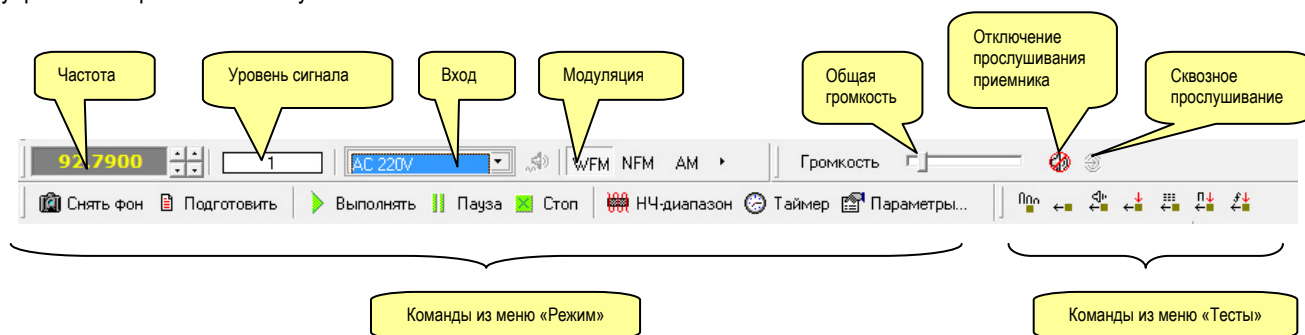 Частота
Уровень сигнала
Вход
Модуляция
Общая
громкость
Отключение
прослушивания
приемника
Сквозное
прослушивание
92.7900
1
AC 220V
WFM NFM AM
Громкость
Снять фон Подготовить Выполнять Пауза Стоп НЧ-диапазон Таймер Параметры...
Команды из меню «Режим»
Команды из меню «Тесты»